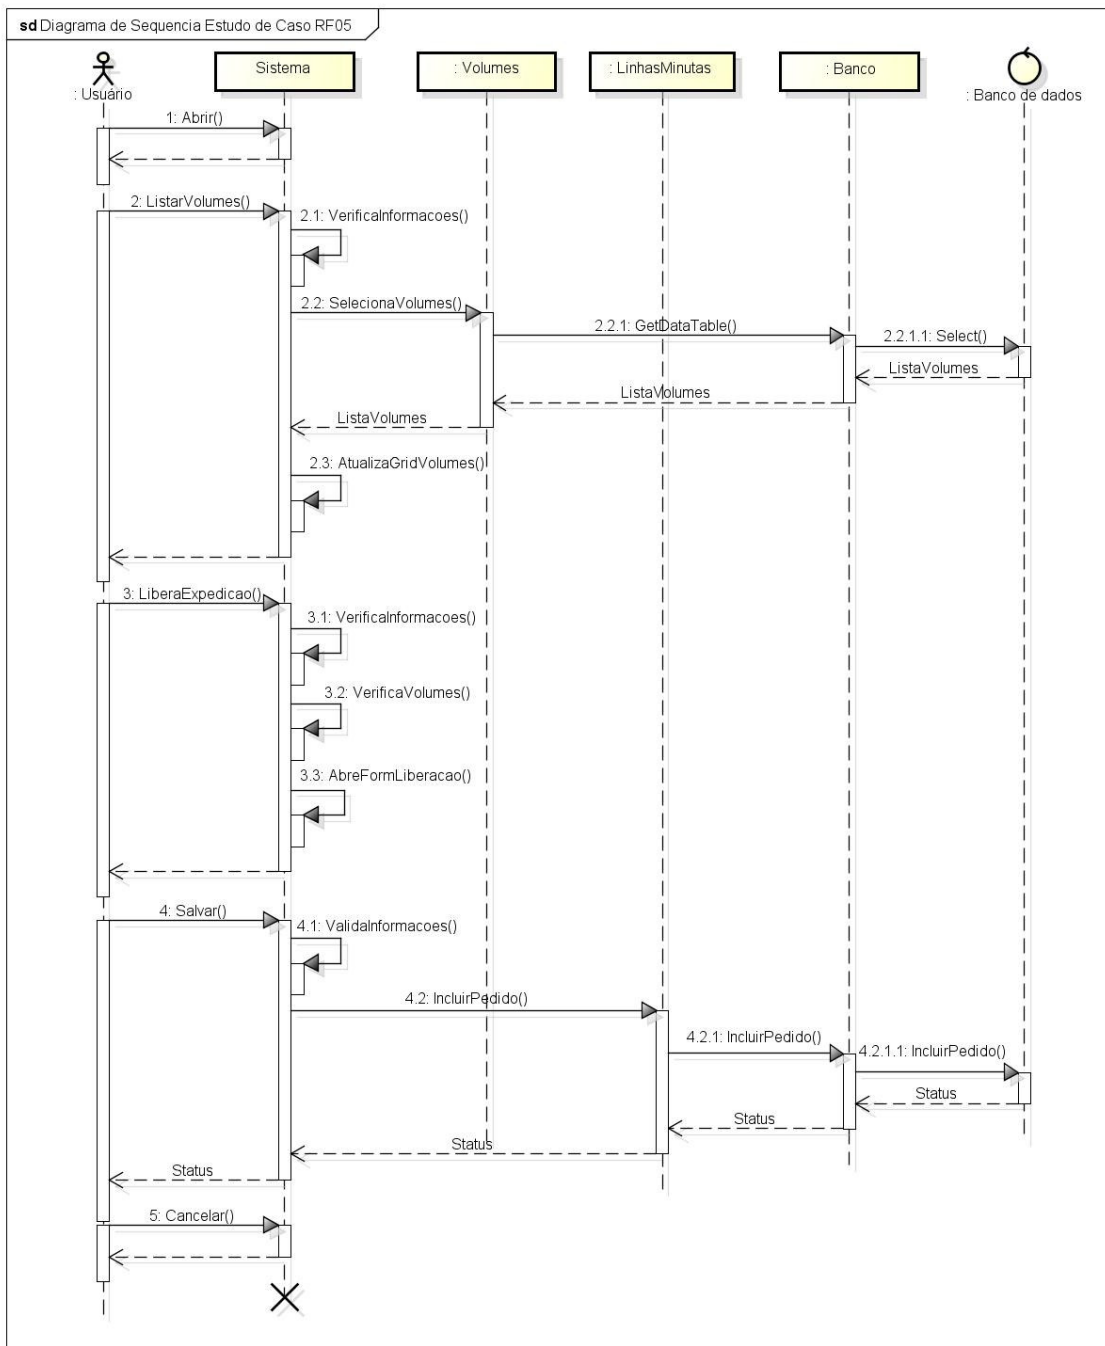 sd Diagrama de Sequencia Estudo de Caso RF05
: Usuário
Sistema
: Volumes
: LinhasMinutas
: Banco
: Banco de dados
1: Abrir()
2: ListarVolumes()
2.1: VerificaInformacoes()
2.2: SelecionaVolumes()
2.2.1: GetDataTable()
2.2.1.1: Select()
ListaVolumes
ListaVolumes
ListaVolumes
2.3: AtualizaGridVolumes()
3: LiberaExpedicao()
3.1: VerificaInformacoes()
3.2: VerificaVolumes()
3.3: AbreFormLiberacao()
4: Salvar()
4.1: ValidaInformacoes()
4.2: IncluirPedido()
4.2.1: IncluirPedido()
4.2.1.1: IncluirPedido()
Status
Status
Status
Status
5: Cancelar()